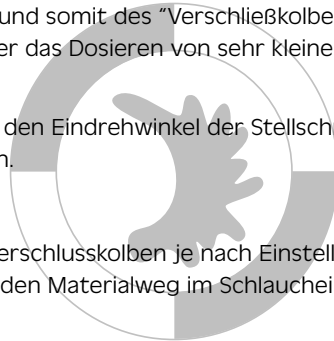 und somit des “Verschließkolbe
er das Dosieren von sehr kleine
den Eindrehwinkel der Stellsch
n.
erschlusskolben je nach Einstell
den Materialweg im Schlauchei